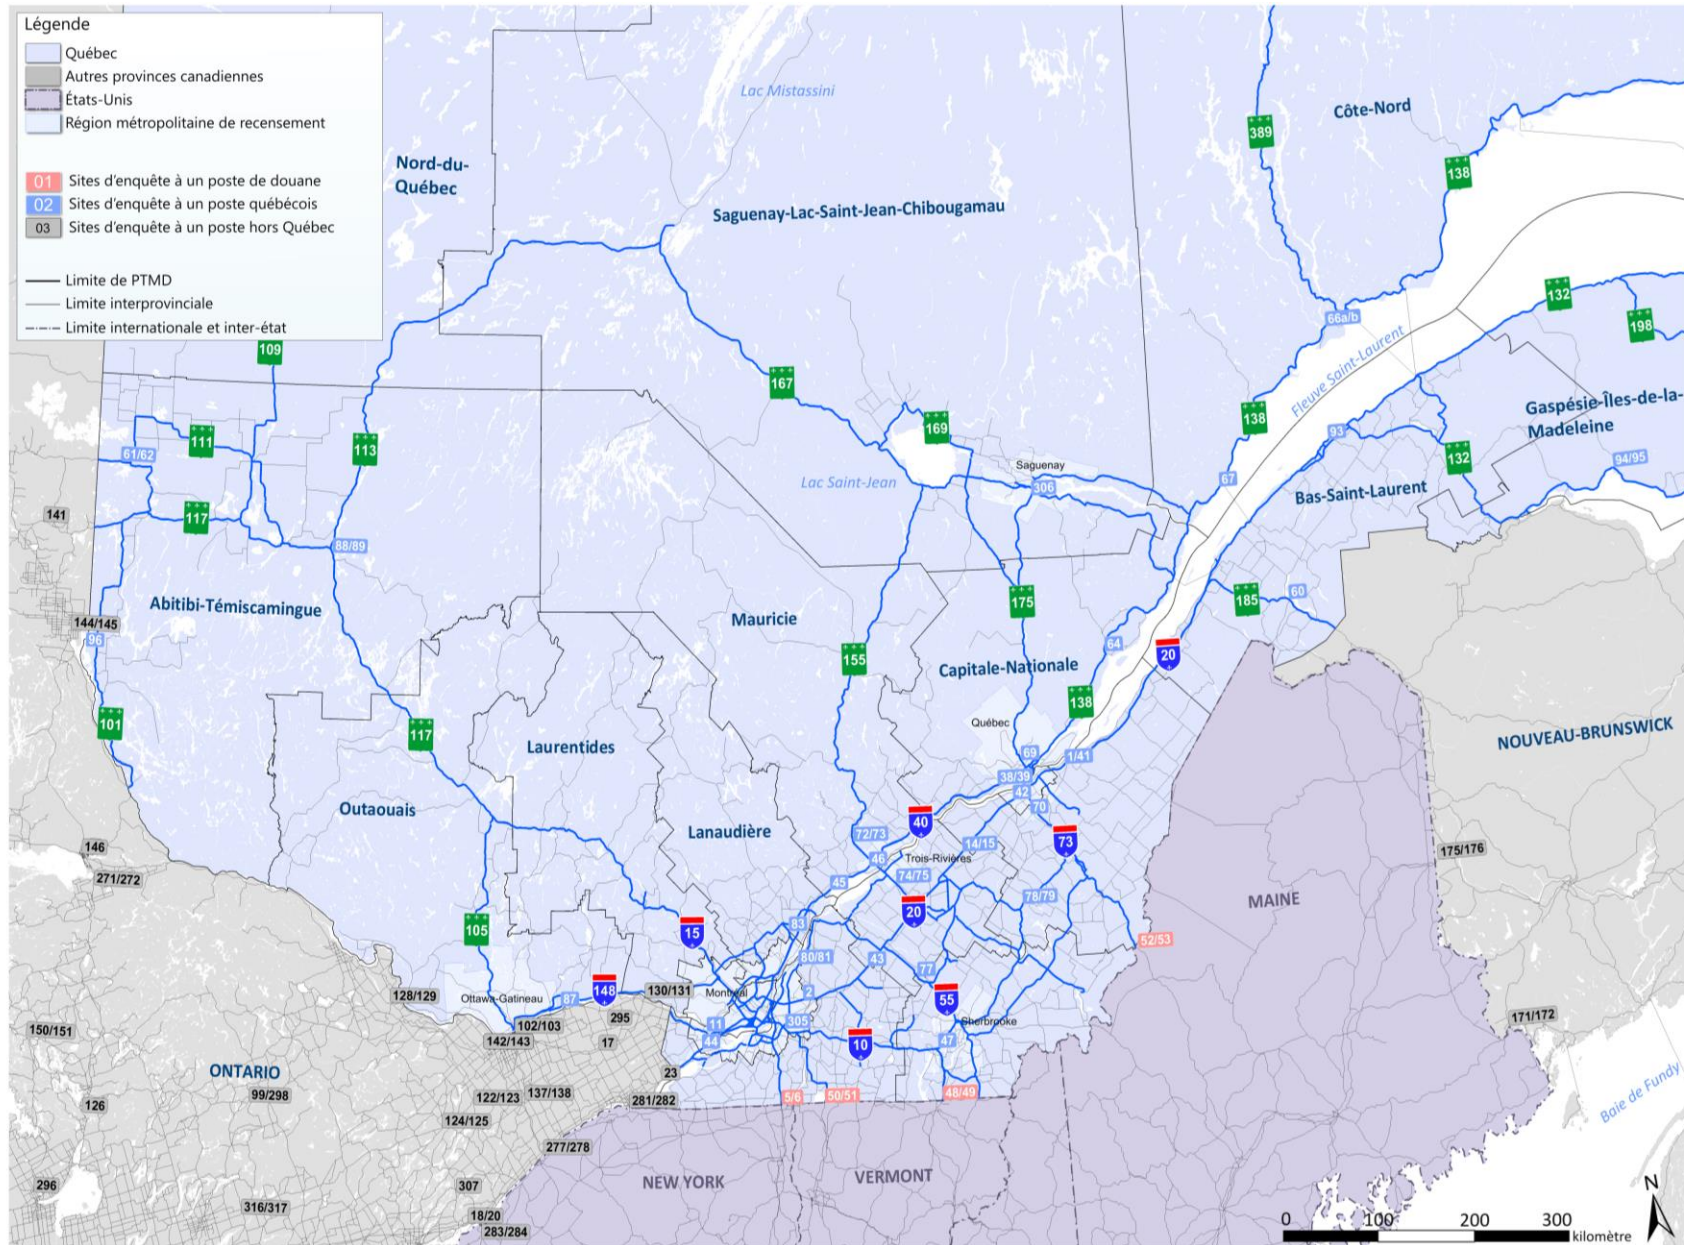 Légende
Québec
Autres provinces canadiennes
États-Unis
Région métropolitaine de recensement
01 Sites d'enquête à un poste de douane
02 Sites d'enquête à un poste québécois
03 Sites d'enquête à un poste hors Québec
Limite de PTMD
Limite interprovinciale
Limite internationale et inter-état
Lac Mistassini
Côte-Nord
389
138
Nord-du-
Québec
Saguenay-Lac-Saint-Jean-Chibougamau
132
198
66a/b
109
Fleuve Saint-Laurent
167
138
Gaspésie-Îles-de-la-
Madeleine
169
93
111
113
61/62
132
94/95
Saguenay
Lac Saint-Jean
306
67
Bas-Saint-Laurent
141
117
88/89
Abitibi-Témiscamingue
144/145
96
Mauricie
175
185
60
155
64
20
Capitale-Nationale
138
101
117
Laurentides
Québec
NOUVEAU-BRUNSWICK
69
1/41
38/39
42
70
Outaouais
Lanaudière
40
72/73
14/15
73
146
271/272
46
Trois-Rivières
74/75
175/176
45
78/79
MAINE
20
105
15
83
52/53
80/81
43
77
128/129
Ottawa-Gatineau
87
148
130/131
Montréal
2
55
150/151
102/103
295
11
305
Sherbrooke
171/172
142/143
17
44
10
47
ONTARIO
23
99/298
126
122/123
137/138
281/282
5/6
50/51
48/49
Baie de Fundy
124/125
277/278
296
307
NEW YORK
VERMONT
316/317
18/20
283/284
N
0 100 200 300
kilomètre